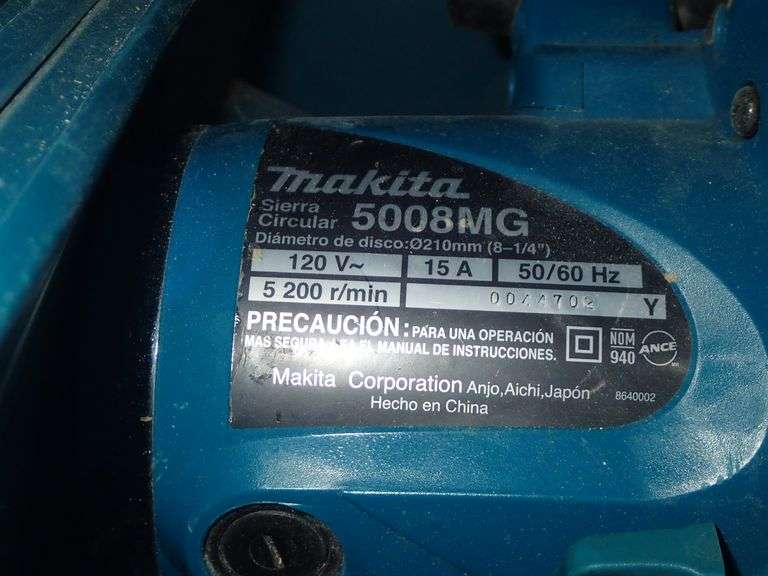 makita
Sierra
Circular 5008MG
Diámetro de disco:Ø210mm (8-1/4")
120 V~ 15 A 50/60 Hz
5 200 r/min 0044702 Y
PRECAUCIÓN: PARA UNA OPERACIÓN
MAS SEGURA LEA EL MANUAL DE INSTRUCCIONES.
NOM
940
ANCE
Makita Corporation Anjo,Aichi,Japón
8640002
Hecho en China